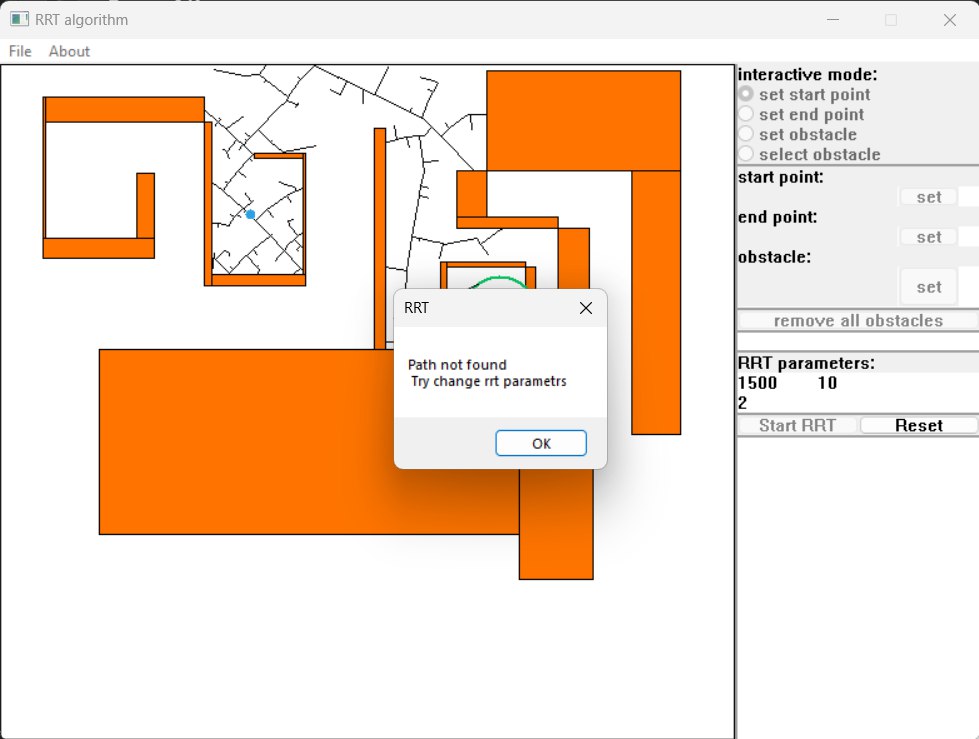 RRT algorithm
File About
interactive mode:
set start point
set end point
set obstacle
select obstacle
start point:
set
end point:
set
obstacle:
set
remove all obstacles
RRT parameters:
1500 10
2
Start RRT Reset
RRT
Path not found
Try change rrt parametrs
OK